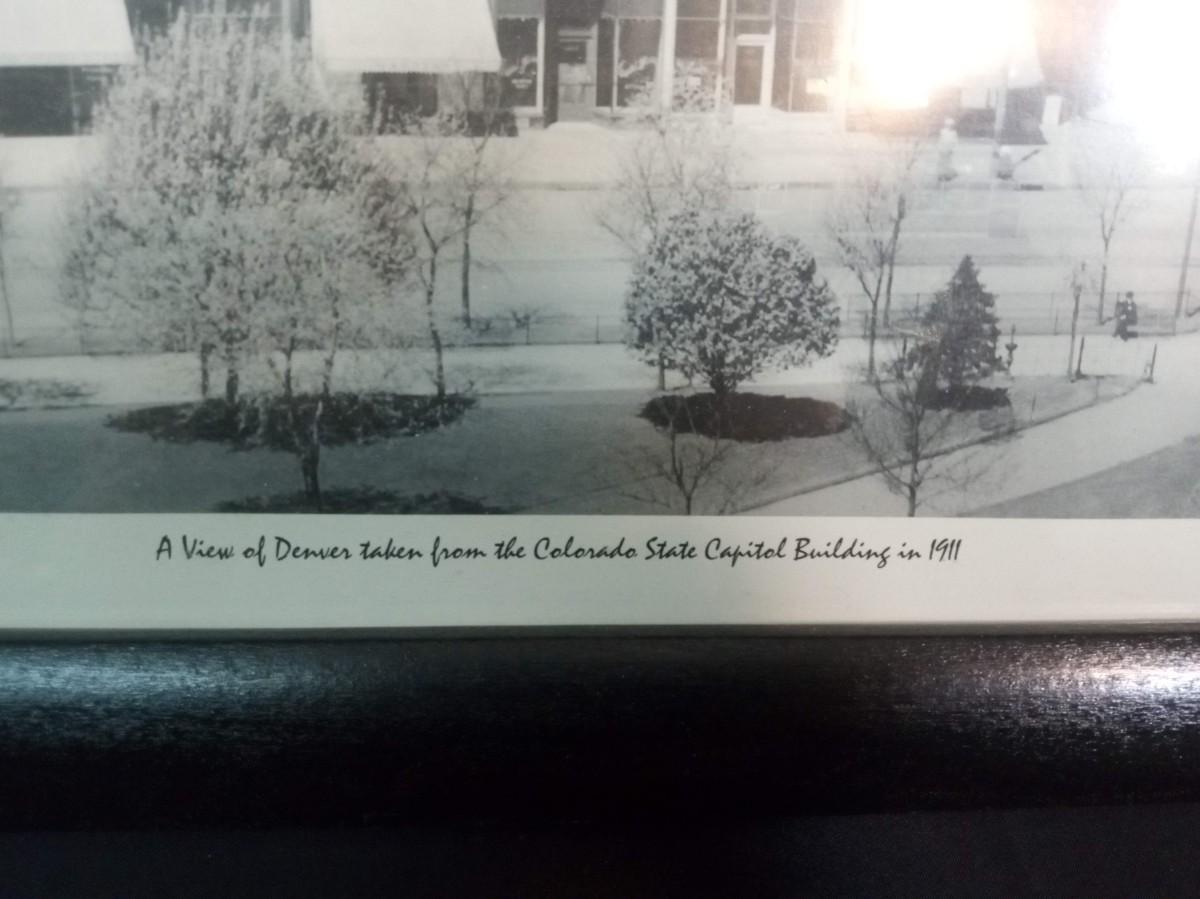 A View of Denver taken from the Colorado State Capitol Building in 1911